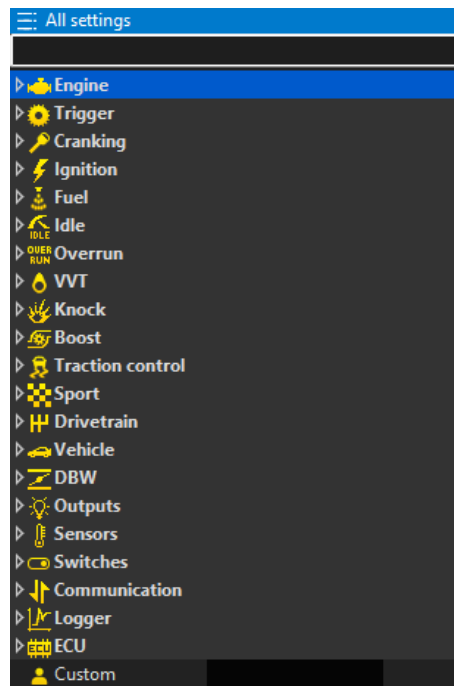 All settings
Engine
Trigger
Cranking
Ignition
Fuel
IDLE Idle
OVER RUN Overrun
VVT
Knock
Boost
Traction control
Sport
Drivetrain
Vehicle
DBW
Outputs
Sensors
Switches
Communication
Logger
ECU ECU
Custom